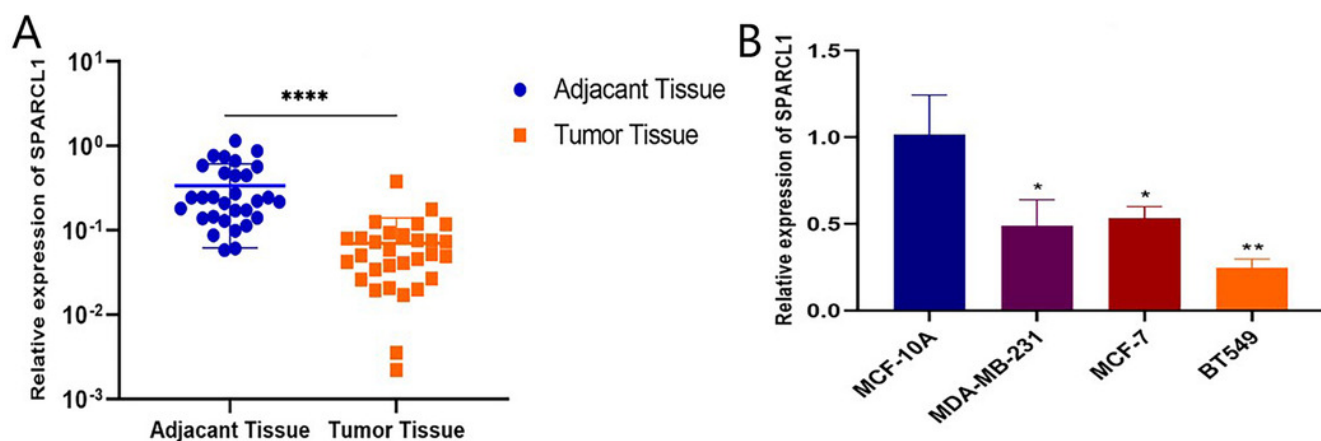 A
Relative expression of SPARCL1
10¹
10⁰
10⁻¹
10⁻²
10⁻³
****
Adjacant Tissue
Tumor Tissue
Adjacant Tissue
Tumor Tissue
B
Relative expression of SPARCL1
1.5
1.0
0.5
0.0
*
*
**
MCF-10A
MDA-MB-231
MCF-7
BT549